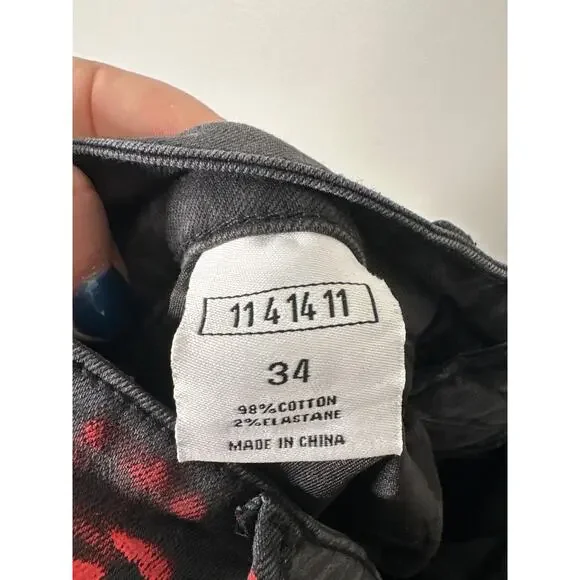 11 4 14 11
34
98% COTTON
2% ELASTANE
MADE IN CHINA